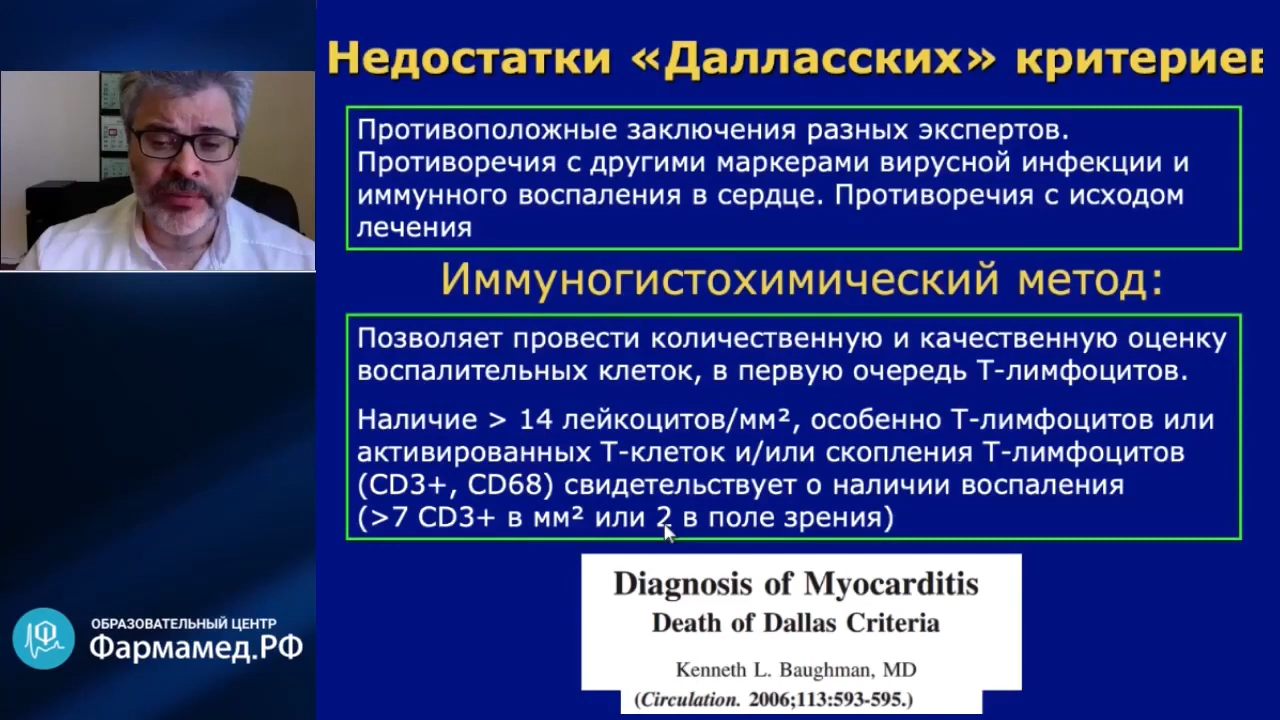 Недостатки «Далласских» критериев
Противоположные заключения разных экспертов.
Противоречия с другими маркерами вирусной инфекции и
иммунного воспаления в сердце. Противоречия с исходом
лечения
Иммуногистохимический метод:
Позволяет провести количественную и качественную оценку
воспалительных клеток, в первую очередь Т-лимфоцитов.
Наличие > 14 лейкоцитов/мм², особенно Т-лимфоцитов или
активированных Т-клеток и/или скопления Т-лимфоцитов
(CD3+, CD68) свидетельствует о наличии воспаления
(>7 CD3+ в мм² или 2 в поле зрения)
Diagnosis of Myocarditis
Death of Dallas Criteria
Kenneth L. Baughman, MD
(Circulation. 2006;113:593-595.)
ОБРАЗОВАТЕЛЬНЫЙ ЦЕНТР
Фармамед.РФ